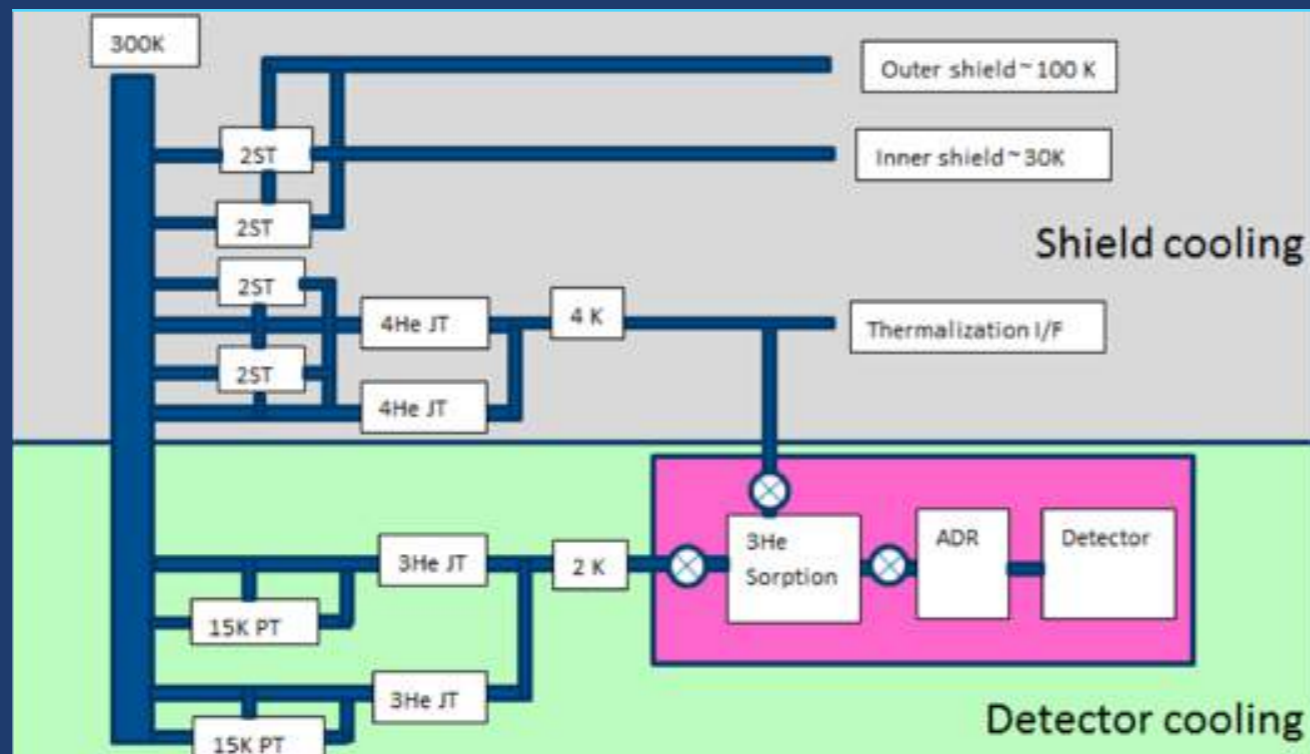 300K
Outer shield ~ 100 K
2ST
Inner shield ~ 30K
2ST
Shield cooling
2ST
4He JT
4 K
Thermalization I/F
2ST
4He JT
3He JT
2 K
3He
Sorption
ADR
Detector
15K PT
3He JT
Detector cooling
15K PT